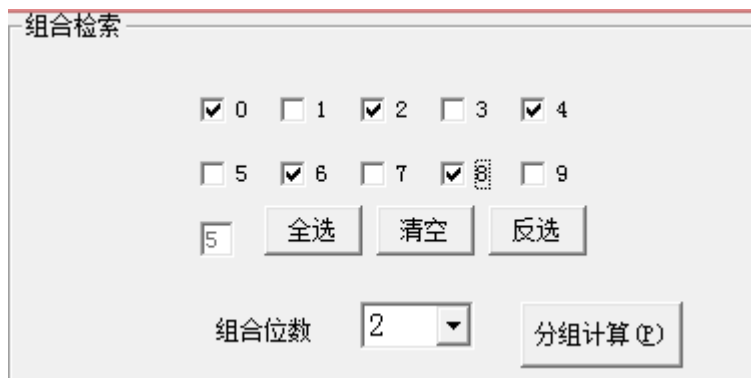 组合检索
0 1 2 3 4
5 6 7 8 9
5 全选 清空 反选
组合位数 2 分组计算(P)